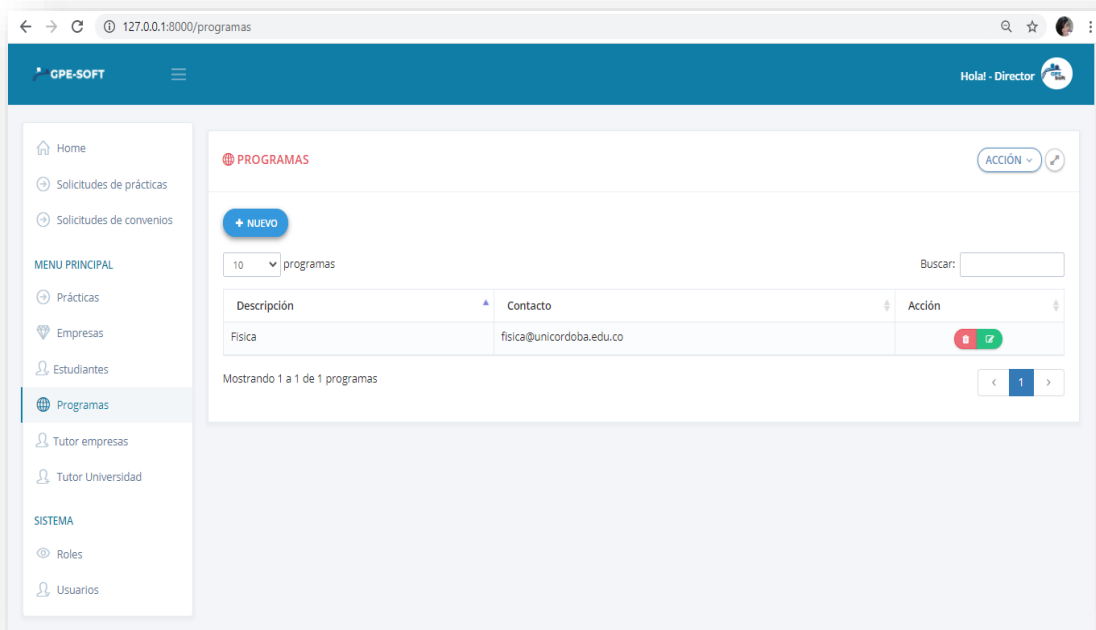 127.0.0.1:8000/programas
GPE-SOFT
Hola! - Director
GPE
Soft
Home
Solicitudes de prácticas
Solicitudes de convenios
MENU PRINCIPAL
Prácticas
Empresas
Estudiantes
Programas
Tutor empresas
Tutor Universidad
SISTEMA
Roles
Usuarios
PROGRAMAS
ACCIÓN
+ NUEVO
10 programas
Buscar:
Descripción Contacto Acción
Fisica fisica@unicordoba.edu.co
Mostrando 1 a 1 de 1 programas
‹ 1 ›